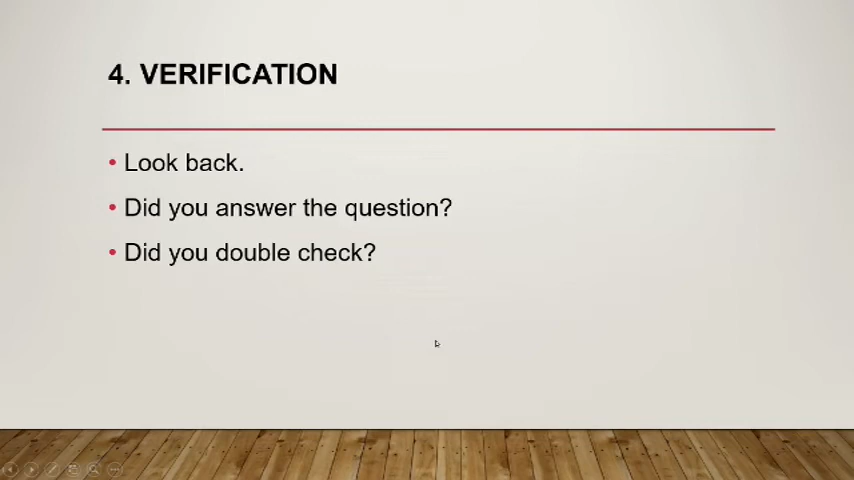 4. VERIFICATION
• Look back.
• Did you answer the question?
• Did you double check?